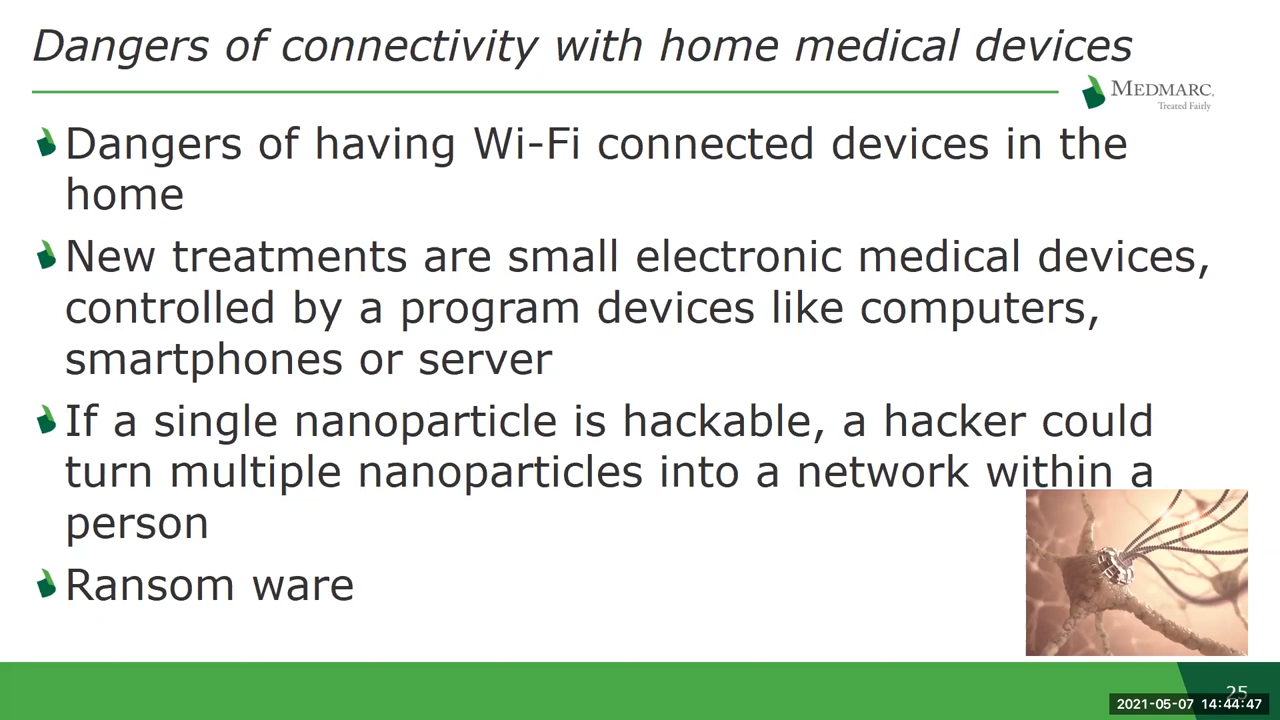 Dangers of connectivity with home medical devices
MEDMARC.
Treated Fairly
Dangers of having Wi-Fi connected devices in the
home
New treatments are small electronic medical devices,
controlled by a program devices like computers,
smartphones or server
If a single nanoparticle is hackable, a hacker could
turn multiple nanoparticles into a network within a
person
Ransom ware
25
2021-05-07 14:44:47